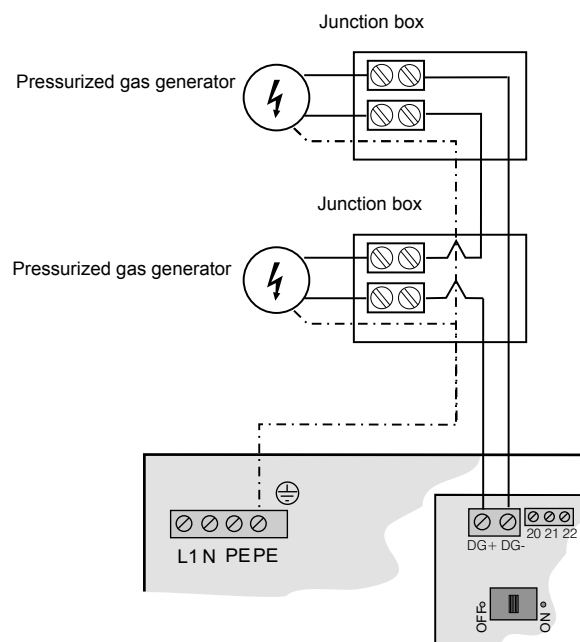 Junction box
Pressurized gas generator
Junction box
Pressurized gas generator
L1 N PE PE
DG+ DG-
20 21 22
OFF
ON